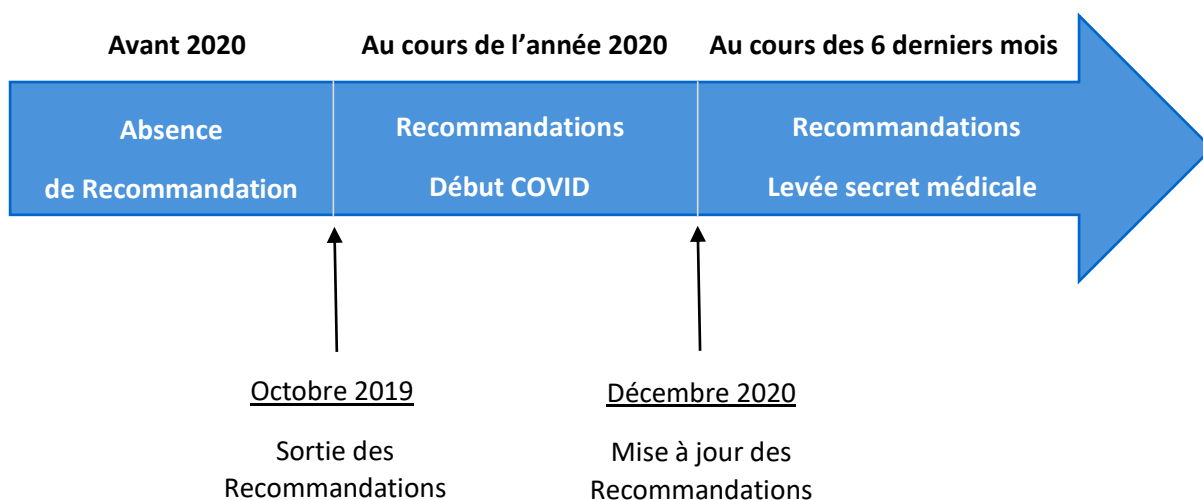 Avant 2020
Au cours de l’année 2020
Au cours des 6 derniers mois
Absence
de Recommandation
Recommandations
Début COVID
Recommandations
Levée secret médicale
Octobre 2019
Sortie des
Recommandations
Décembre 2020
Mise à jour des
Recommandations